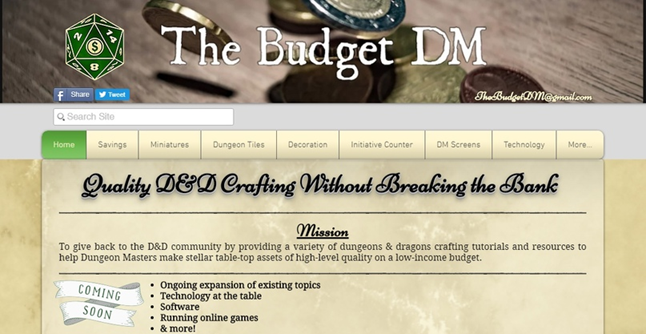 The Budget DM
2
14
$
8
TheBudgetDM@gmail.com
f Share
Tweet
Search Site
Home Savings Miniatures Dungeon Tiles Decoration Initiative Counter DM Screens Technology More...
Quality D&D Crafting Without Breaking the Bank
Mission
To give back to the D&D community by providing a variety of dungeons & dragons crafting tutorials and resources to
help Dungeon Masters make stellar table-top assets of high-level quality on a low-income budget.
COMING
SOON
• Ongoing expansion of existing topics
• Technology at the table
• Software
• Running online games
• & more!